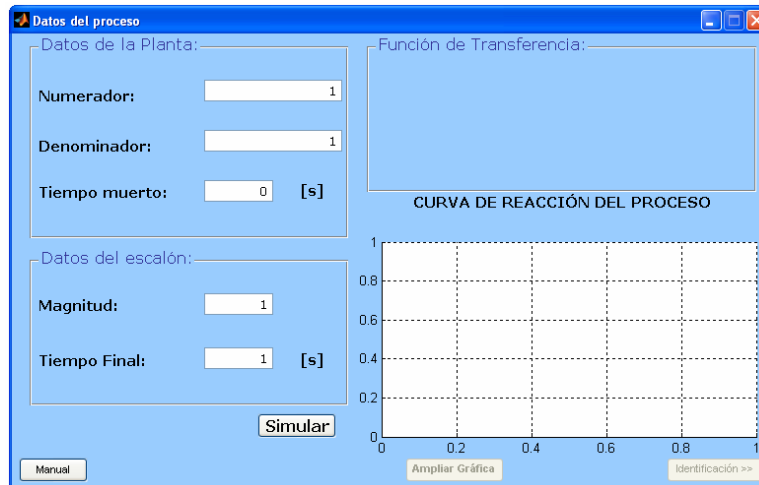 Datos del proceso
Datos de la Planta:
Numerador: 1
Denominador: 1
Tiempo muerto: 0 [s]
Datos del escalón:
Magnitud: 1
Tiempo Final: 1 [s]
Simular
Manual
Función de Transferencia:
CURVA DE REACCIÓN DEL PROCESO
1
0.8
0.6
0.4
0.2
0
0 0.2 0.4 0.6 0.8 1
Ampliar Gráfica
Identificación >>